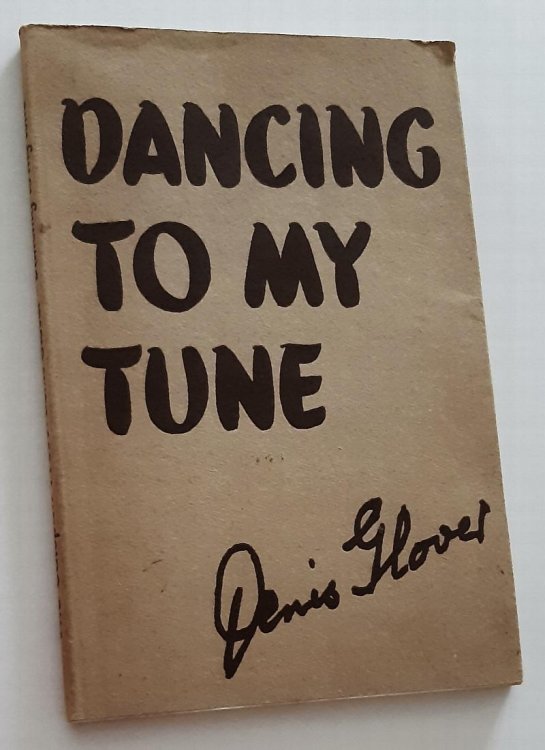 DANCING
TO MY
TUNE
Denis Glover